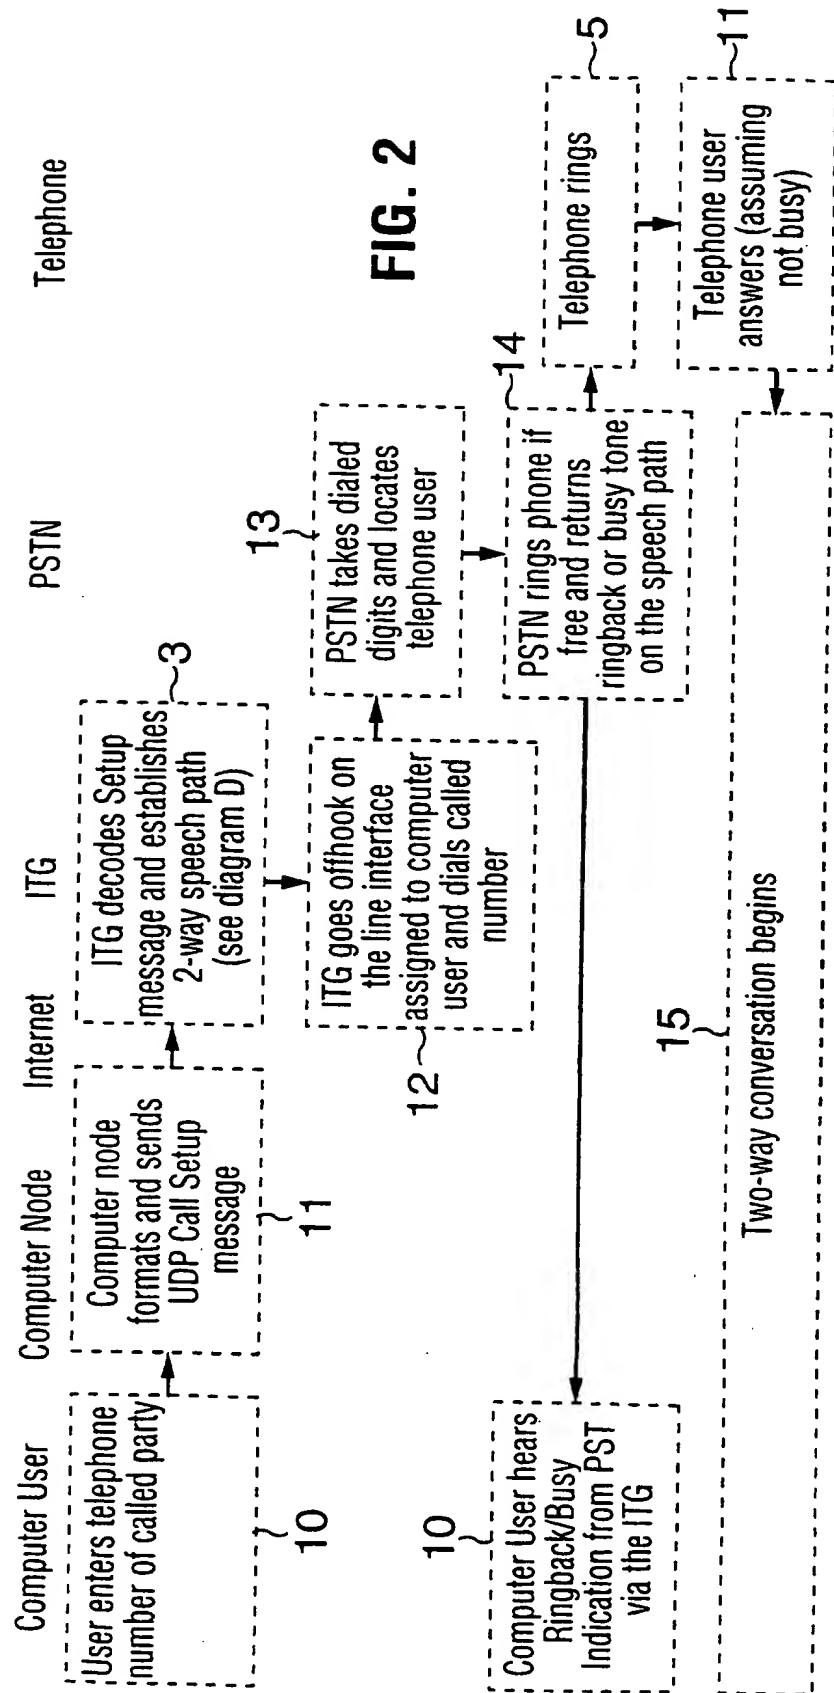 Computer User
Computer Node
Internet
ITG
PSTN
Telephone
User enters telephone
number of called party
10
Computer node
formats and sends
UDP Call Setup
message
11
ITG decodes Setup
message and establishes
2-way speech path
(see diagram D)
3
ITG goes offhook on
the line interface
assigned to computer
user and dials called
number
12
PSTN takes dialed
digits and locates
telephone user
13
FIG. 2
PSTN rings phone if
free and returns
ringback or busy tone
on the speech path
14
Telephone rings
5
Computer User hears
Ringback/Busy
Indication from PST
via the ITG
10
Telephone user
answers (assuming
not busy)
11
Two-way conversation begins
15